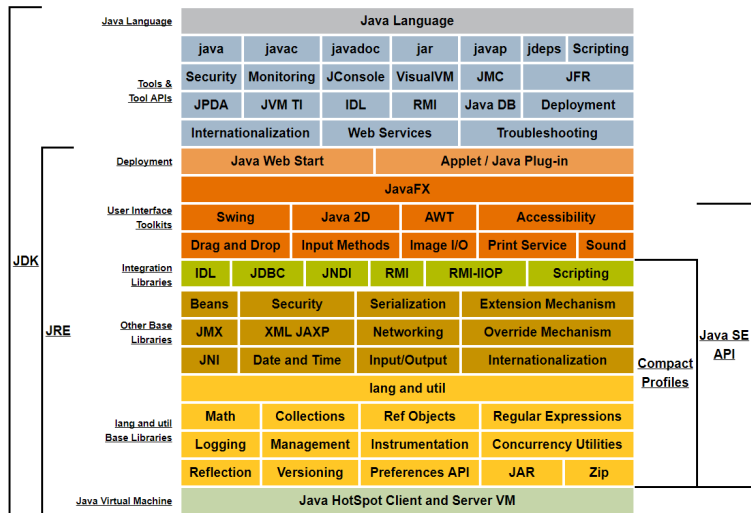 Java Language Java Language
java javac javadoc jar javap jdeps Scripting
Security Monitoring JConsole VisualVM JMC JFR
Tools &
Tool APIs
JPDA JVM TI IDL RMI Java DB Deployment
Internationalization Web Services Troubleshooting
Deployment Java Web Start Applet / Java Plug-in
JavaFX
User Interface
Toolkits
Swing Java 2D AWT Accessibility
Drag and Drop Input Methods Image I/O Print Service Sound
JDK
Integration
Libraries
IDL JDBC JNDI RMI RMI-IIOP Scripting
Beans Security Serialization Extension Mechanism
JRE
Other Base
Libraries
JMX XML JAXP Networking Override Mechanism
Java SE
API
JNI Date and Time Input/Output Internationalization
Compact
Profiles
lang and util
lang and util
Base Libraries
Math Collections Ref Objects Regular Expressions
Logging Management Instrumentation Concurrency Utilities
Reflection Versioning Preferences API JAR Zip
Java Virtual Machine Java HotSpot Client and Server VM